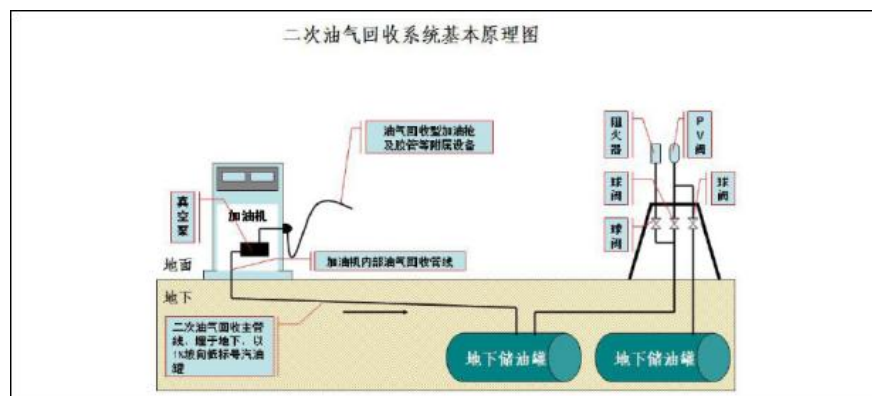 二次油气回收系统基本原理图
油气回收型加油枪
及胶管等附属设备
阻火器
PV阀
真空泵
加油机
球阀
球阀
球阀
地面
加油机内部油气回收管线
地下
二次油气回收主管
线，埋于地下，以
1%坡向低标号汽油
罐
地下储油罐
地下储油罐